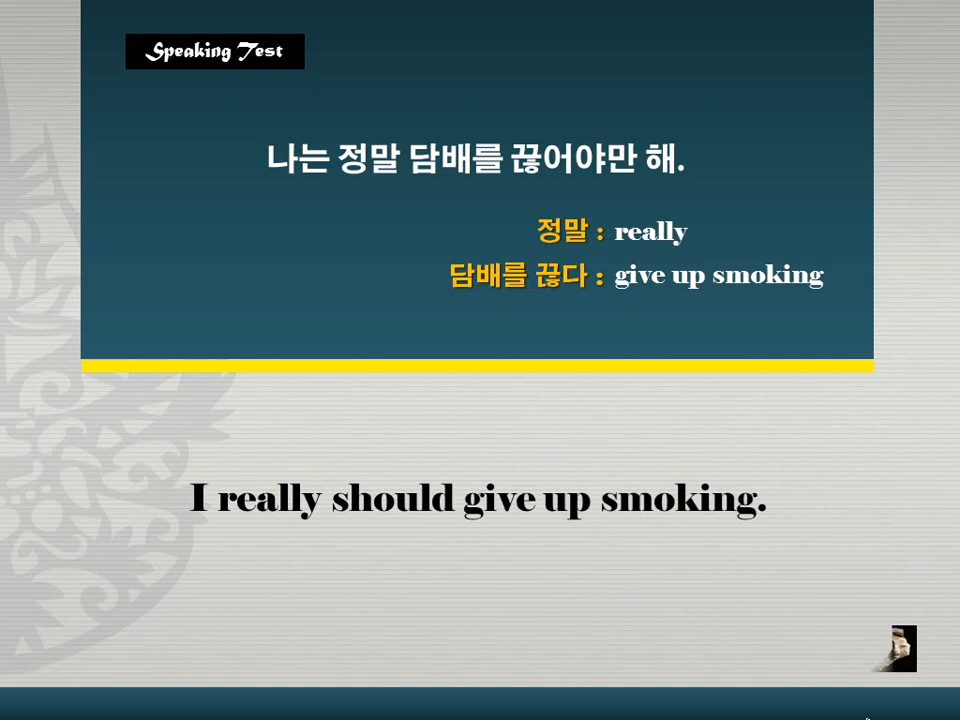 Speaking Test
나는 정말 담배를 끊어야만 해.
정말 : really
담배를 끊다 : give up smoking
I really should give up smoking.